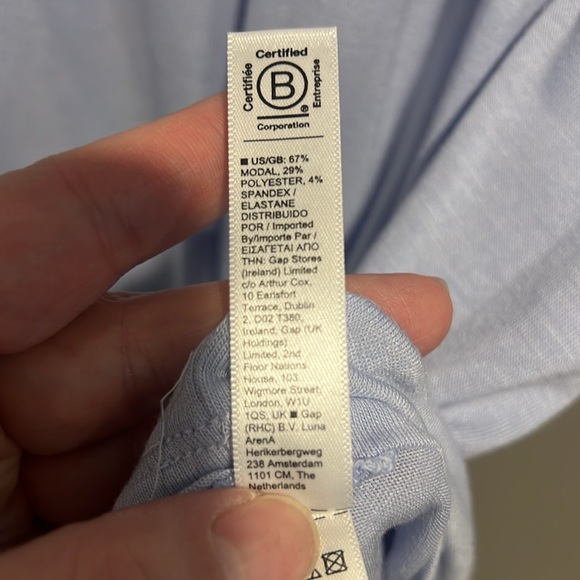 Certified
Certifiée
B
®
Entreprise
Corporation
■ US/GB: 67%
MODAL, 29%
POLYESTER, 4%
SPANDEX /
ELASTANE
DISTRIBUIDO
POR / Imported
By/Importe Par /
ΕΙΣΑΓΕΤΑΙ ΑΠΟ
ΤΗΝ: Gap Stores
(Ireland) Limited
c/o Arthur Cox,
10 Earlsfort
Terrace, Dublin
2, D02 T380,
Ireland, Gap (UK
Holdings)
Limited, 2nd
Floor Nations
House, 103
Wigmore Street,
London, W1U
1QS, UK ■ Gap
(RHC) B.V. Luna
ArenA
Herikerbergweg
238 Amsterdam
1101 CM, The
Netherlands